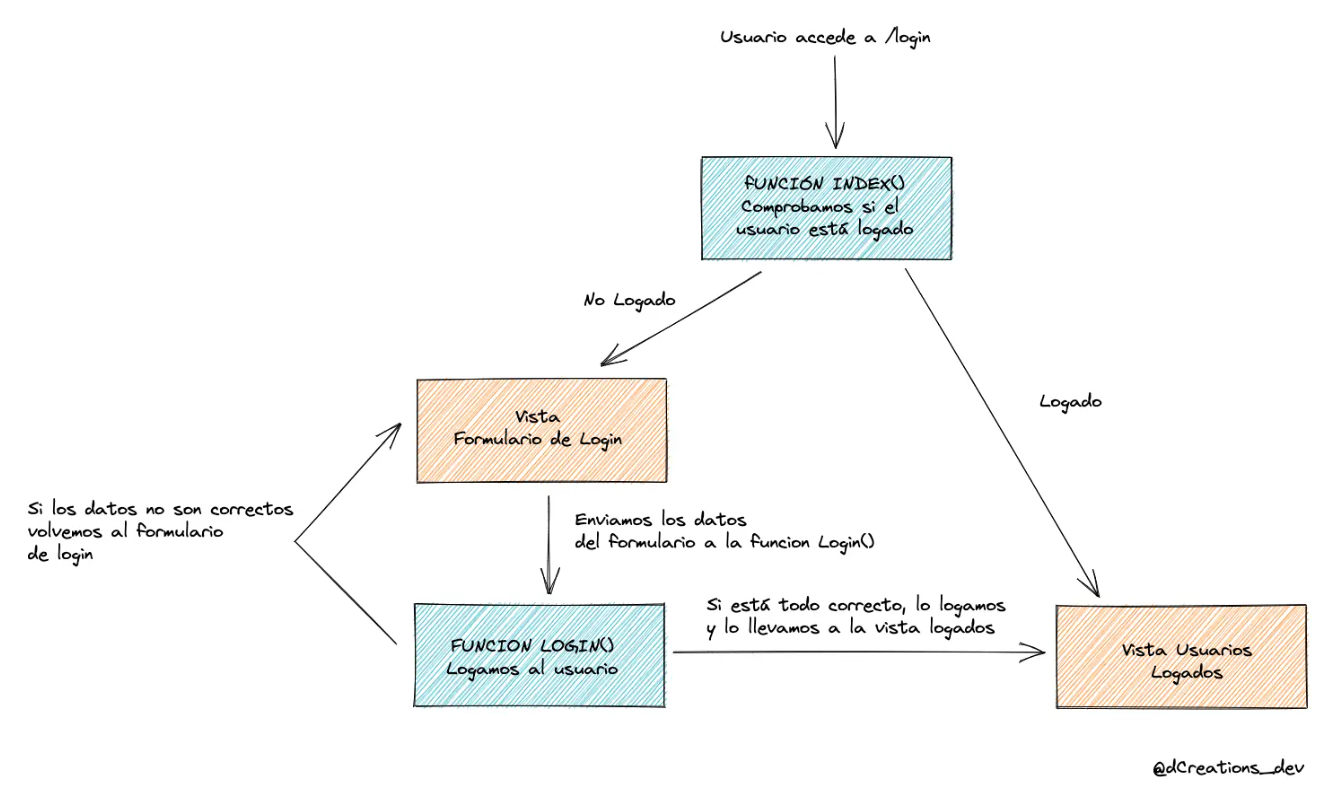 Usuario accede a /login
fUNCIÓN INDEX()
Comprobamos si el
usuario está logado
No Logado
Logado
Vista
Formulario de Login
Si los datos no son correctos
volvemos al formulario
de login
Enviamos los datos
del formulario a la funcion Login()
Si está todo correcto, lo logamos
y lo llevamos a la vista logados
FUNCION LOGIN()
Logamos al usuario
Vista Usuarios
Logados
@dCreations_dev